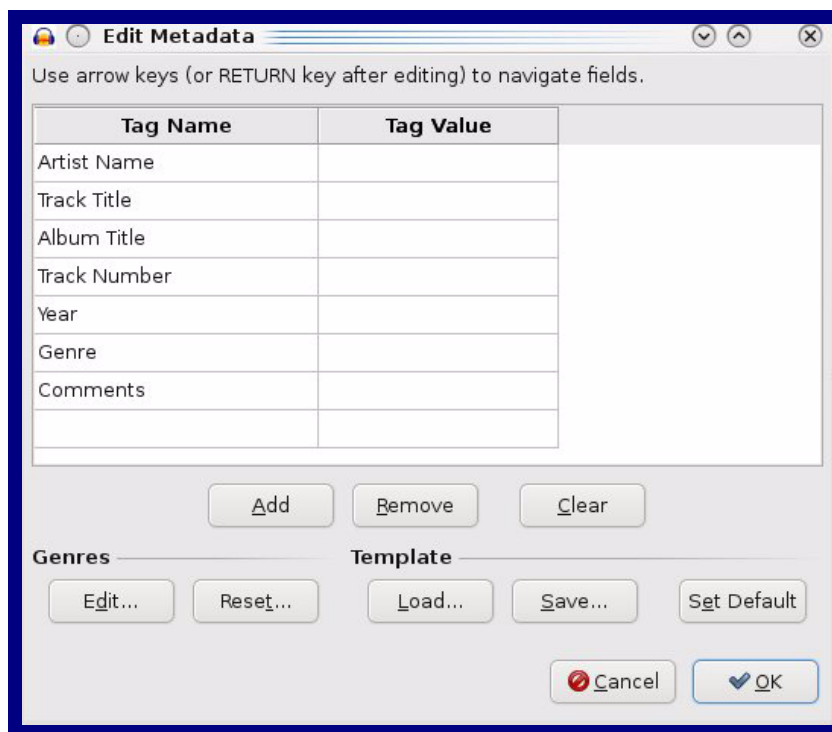 Edit Metadata
Use arrow keys (or RETURN key after editing) to navigate fields.
Tag Name Tag Value
Artist Name
Track Title
Album Title
Track Number
Year
Genre
Comments
Add Remove Clear
Genres Template
Edit... Reset... Load... Save... Set Default
Cancel OK